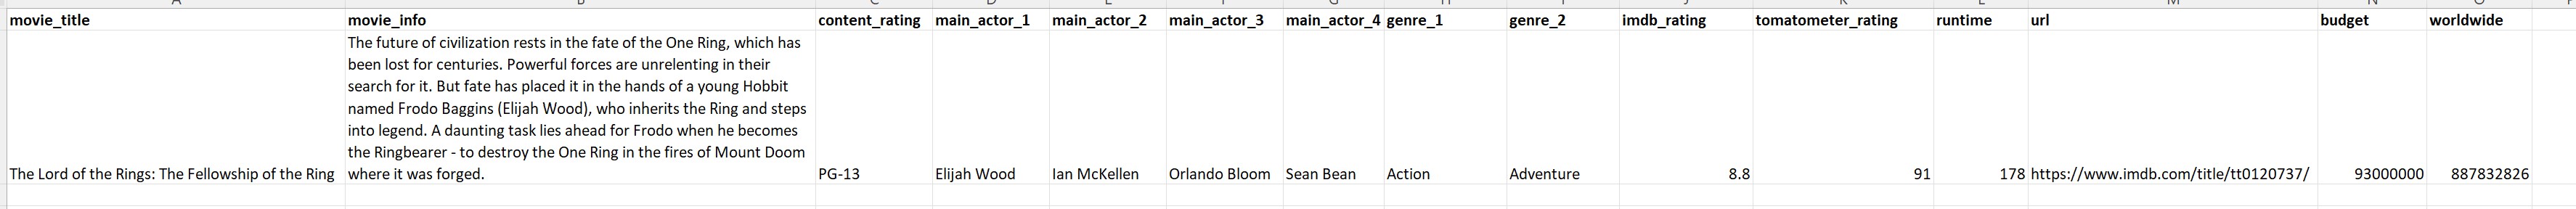 A B C D E F G H I J K L M N O P
movie_title movie_info content_rating main_actor_1 main_actor_2 main_actor_3 main_actor_4 genre_1 genre_2 imdb_rating tomatometer_rating runtime url budget worldwide
The future of civilization rests in the fate of the One Ring, which has
been lost for centuries. Powerful forces are unrelenting in their
search for it. But fate has placed it in the hands of a young Hobbit
named Frodo Baggins (Elijah Wood), who inherits the Ring and steps
into legend. A daunting task lies ahead for Frodo when he becomes
the Ringbearer - to destroy the One Ring in the fires of Mount Doom
The Lord of the Rings: The Fellowship of the Ring where it was forged. PG-13 Elijah Wood Ian McKellen Orlando Bloom Sean Bean Action Adventure 8.8 91 178 https://www.imdb.com/title/tt0120737/ 93000000 887832826